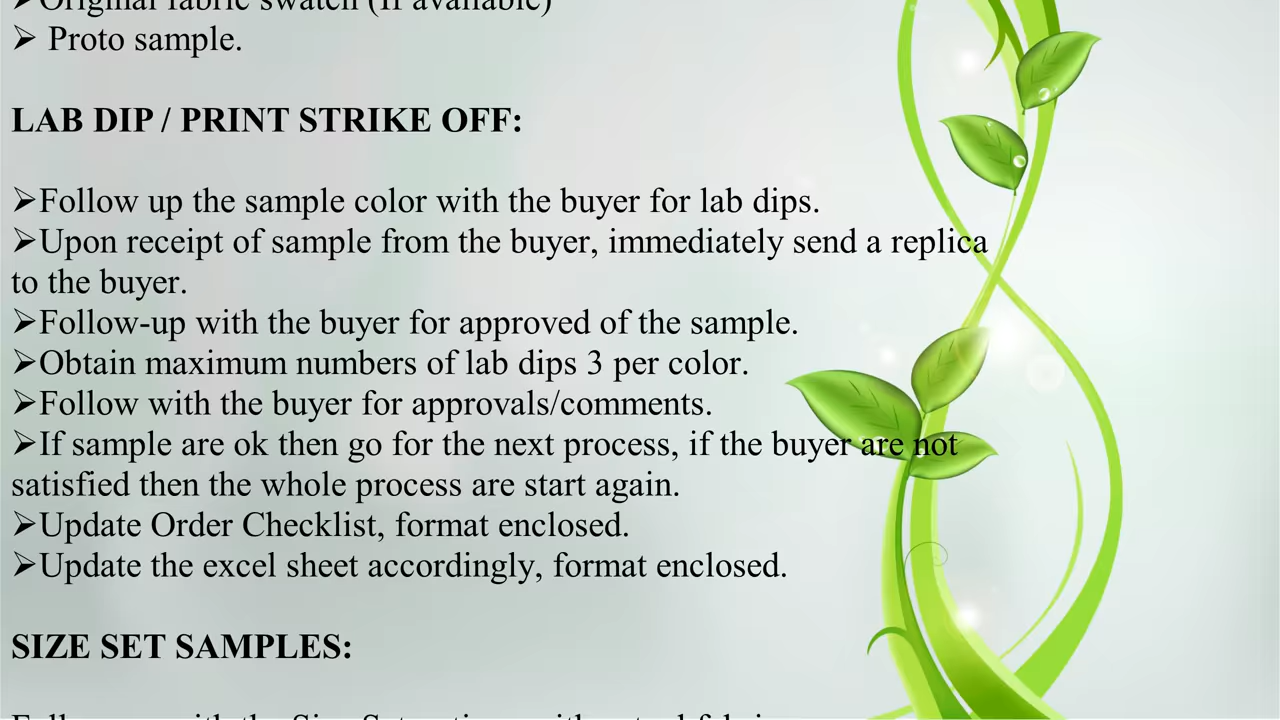 ➢Original fabric swatch (if available)
➢ Proto sample.
LAB DIP / PRINT STRIKE OFF:
➢Follow up the sample color with the buyer for lab dips.
➢Upon receipt of sample from the buyer, immediately send a replica
to the buyer.
➢Follow-up with the buyer for approved of the sample.
➢Obtain maximum numbers of lab dips 3 per color.
➢Follow with the buyer for approvals/comments.
➢If sample are ok then go for the next process, if the buyer are not
satisfied then the whole process are start again.
➢Update Order Checklist, format enclosed.
➢Update the excel sheet accordingly, format enclosed.
SIZE SET SAMPLES: